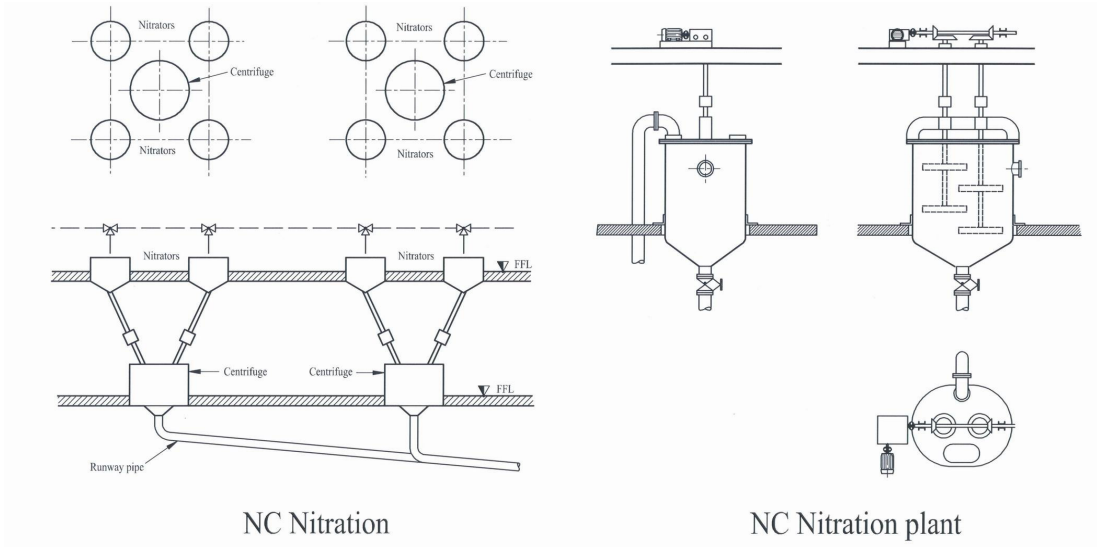 Nitrators
Centrifuge
Nitrators
Nitrators
Centrifuge
Nitrators
Nitrators
Nitrators
FFL
Centrifuge
Centrifuge
FFL
Runway pipe
NC Nitration
NC Nitration plant